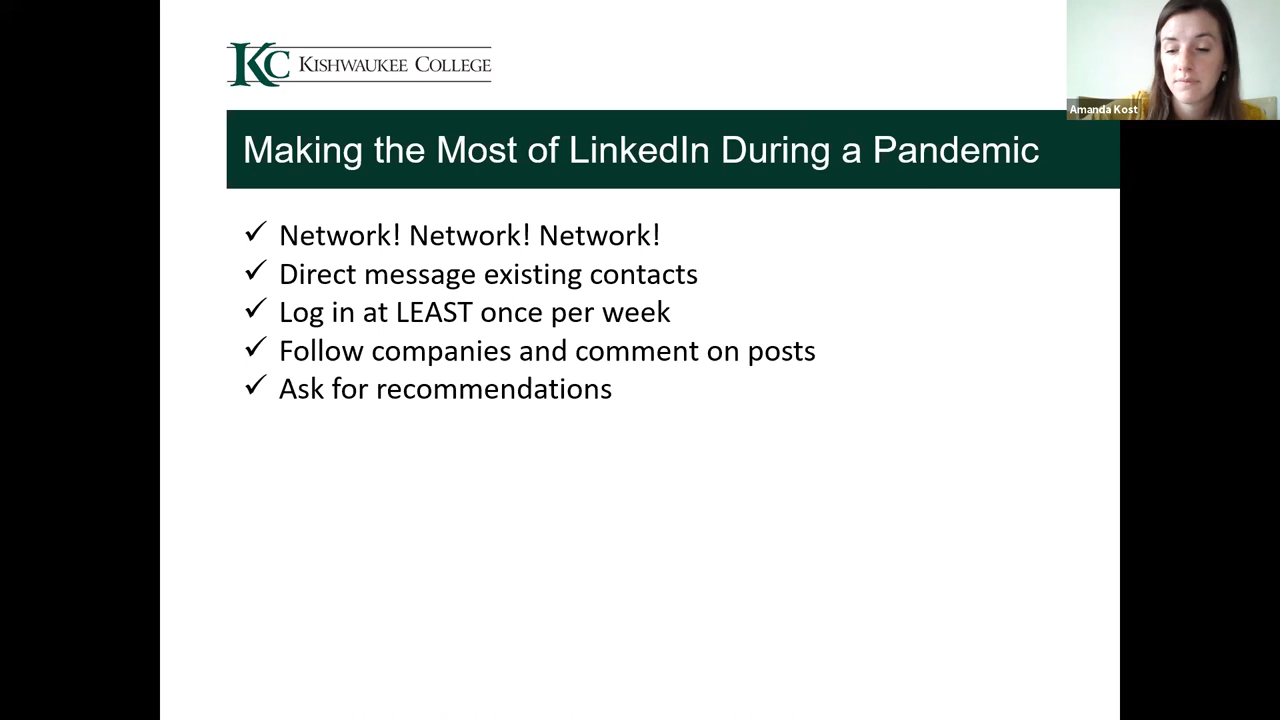 KC KISHWAUKEE COLLEGE
Amanda Kost
Making the Most of LinkedIn During a Pandemic
✓ Network! Network! Network!
✓ Direct message existing contacts
✓ Log in at LEAST once per week
✓ Follow companies and comment on posts
✓ Ask for recommendations